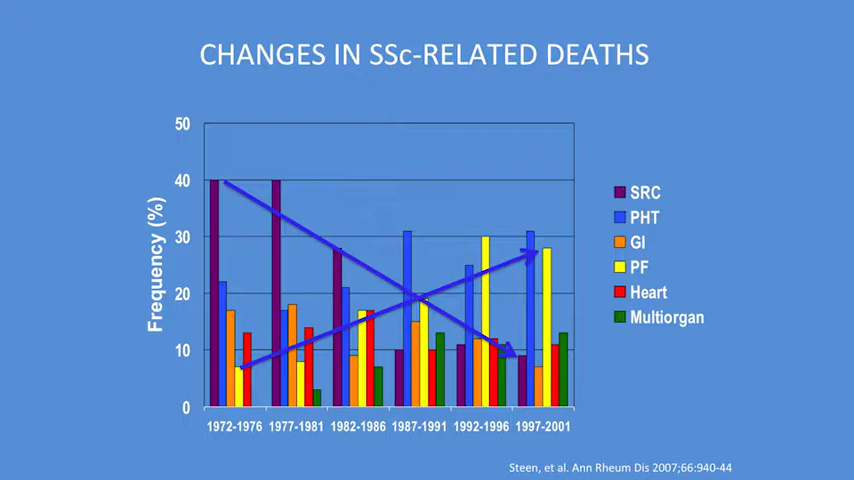 CHANGES IN SSc-RELATED DEATHS
50
40
30
20
10
0
Frequency (%)
1972-1976 1977-1981 1982-1986 1987-1991 1992-1996 1997-2001
SRC
PHT
GI
PF
Heart
Multiorgan
Steen, et al. Ann Rheum Dis 2007;66:940-44